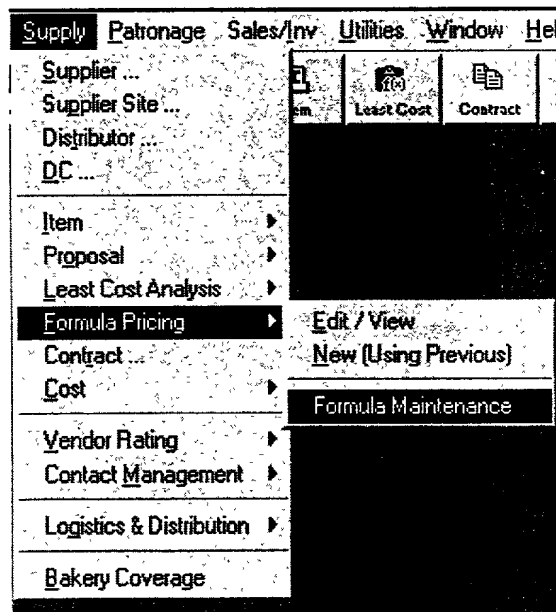 Supply Patronage Sales/Inv Utilities Window Hel
Supplier ...
Supplier Site ...
Distributor ...
DC ...
em Least Cost Contract
f(x)
Item
Proposal
Least Cost Analysis
Formula Pricing
Contract ...
Cost
Edit / View
New (Using Previous)
Formula Maintenance
Vendor Rating
Contact Management
Logistics & Distribution
Bakery Coverage